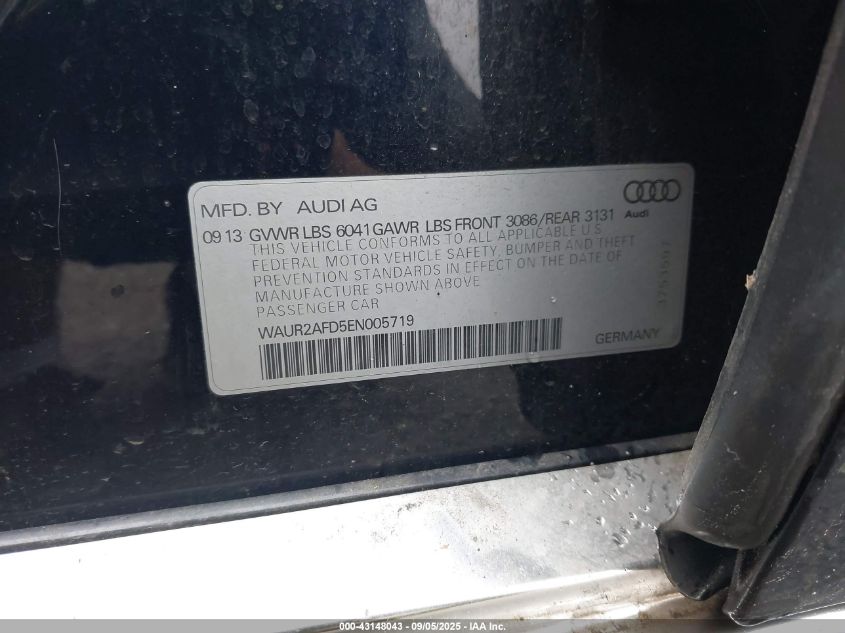 MFD. BY AUDI AG
Audi
09 13 GVWR LBS 6041 GAWR LBS FRONT 3086/REAR 3131
THIS VEHICLE CONFORMS TO ALL APPLICABLE U.S.
FEDERAL MOTOR VEHICLE SAFETY, BUMPER AND THEFT
PREVENTION STANDARDS IN EFFECT ON THE DATE OF
MANUFACTURE SHOWN ABOVE
PASSENGER CAR
WAUR2AFD5EN005719
GERMANY
000-43148043 - 09/05/2025 - IAA Inc.